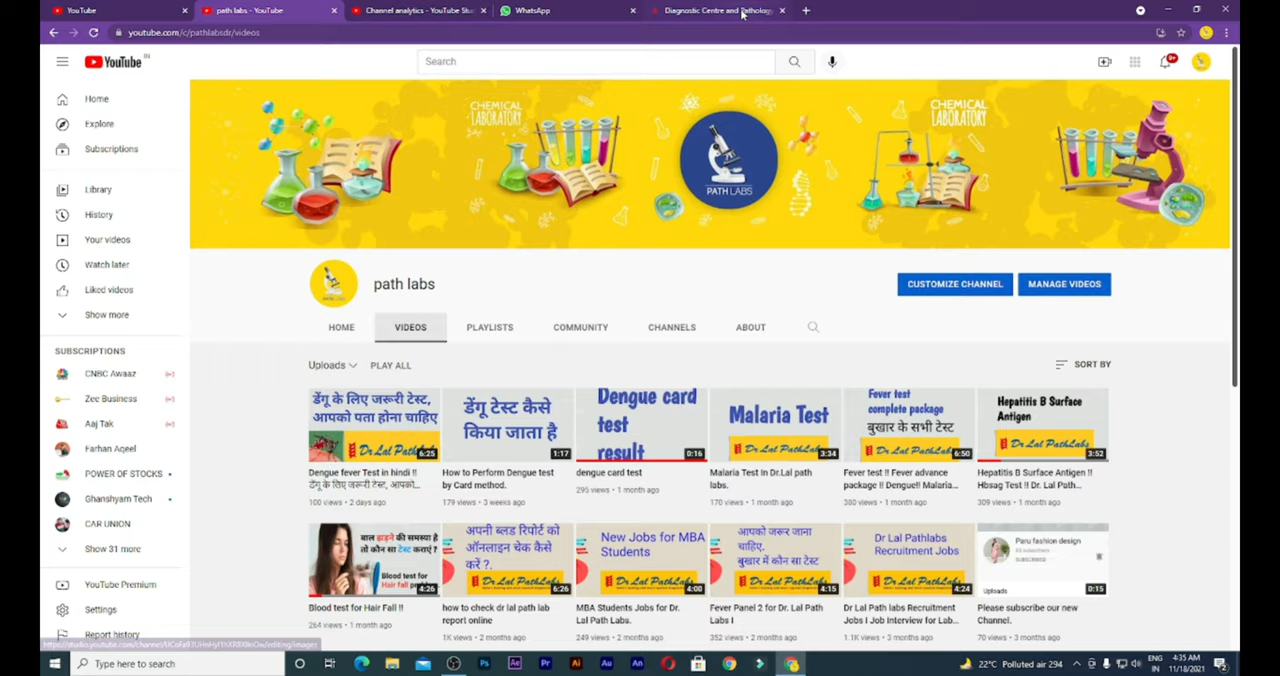 YouTube
path labs - YouTube
Channel analytics - YouTube Stu
WhatsApp
Diagnostic Centre and Pathology
youtube.com/c/pathlabsdr/videos
YouTube IN
Search
9+
Home
Explore
Subscriptions
Library
History
Your videos
Watch later
Liked videos
Show more
SUBSCRIPTIONS
CNBC Awaaz
Zee Business
Aaj Tak
Farhan Aqeel
POWER OF STOCKS
Ghanshyam Tech
CAR UNION
Show 31 more
YouTube Premium
Settings
Report history
CHEMICAL LABORATORY
PATH LABS
CHEMICAL LABORATORY
path labs
CUSTOMIZE CHANNEL
MANAGE VIDEOS
HOME
VIDEOS
PLAYLISTS
COMMUNITY
CHANNELS
ABOUT
Uploads
PLAY ALL
SORT BY
डेंगू के लिए जरूरी टेस्ट,
आपको पता होना चाहिए
Dr Lal PathLabs
6:25
Dengue fever Test in hindi !!
डेंगू के लिए जरूरी टेस्ट, आपको...
100 views • 2 days ago
डेंगू टेस्ट कैसे
किया जाता है
1:17
How to Perform Dengue test
by Card method.
179 views • 3 weeks ago
Dengue card
test
result
0:16
dengue card test
295 views • 1 month ago
Malaria Test
Dr Lal PathLabs
3:34
Malaria Test In Dr.Lal path
labs.
170 views • 1 month ago
Fever test
complete package
बुखार के सभी टेस्ट
Dr Lal PathLabs
6:50
Fever test !! Fever advance
package !! Dengue!! Malaria...
380 views • 1 month ago
Hepatitis B Surface
Antigen
Dr Lal PathLabs
3:52
Hepatitis B Surface Antigen !!
Hbsag Test !! Dr. Lal Path...
309 views • 1 month ago
बाल झड़ने की समस्या है
तो कौन सा टेस्ट कराएं ?
Blood test for
Hair Fall
4:26
Blood test for Hair Fall !!
264 views • 1 month ago
अपनी ब्लड रिपोर्ट को
ऑनलाइन चेक कैसे
करें ?.
Dr Lal PathLabs
6:26
how to check dr lal path lab
report online
1K views • 2 months ago
New Jobs for MBA
Students
Dr Lal PathLabs
4:00
MBA Students Jobs for Dr.
Lal Path Labs.
249 views • 2 months ago
आपको जरूर जाना
चाहिए.
बुखार में कौन सा टेस्ट
Dr Lal PathLabs
4:15
Fever Panel 2 for Dr. Lal Path
Labs I
352 views • 2 months ago
Dr Lal Pathlabs
Recruitment Jobs
Dr Lal PathLabs
4:24
Dr Lal Path labs Recruitment
Jobs I Job Interview for Lab...
1.1K views • 3 months ago
Paru fashion design
SUBSCRIBED
Uploads
0:15
Please subscribe our new
Channel.
70 views • 3 months ago
Type here to search
22°C Polluted air 294
ENG
IN
4:35 AM
11/18/2021
2